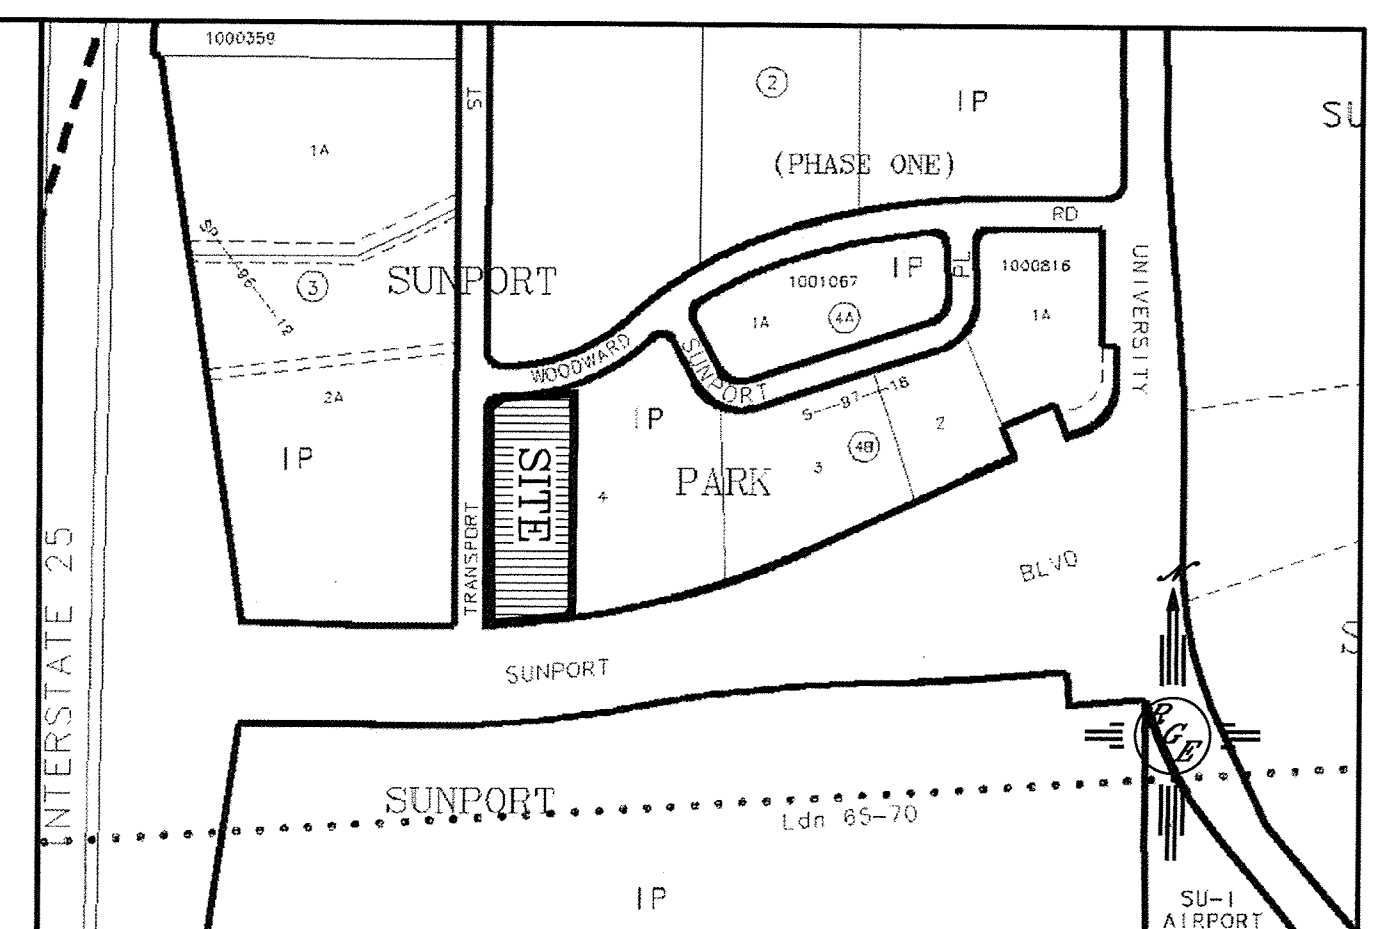 1000359
ST
2
IP
SU
1A
(PHASE ONE)
RD
SP-----96-----12
3
SUNPORT
1001067
IP
PL
1000816
UNIVERSITY
1A
4A
1A
WOODWARD
SUNPORT
2A
IP
IP
S----97----16
2
4B
3
SITE
PARK
4
TRANSPORT
INTERSTATE 25
BLVD
N
S
SUNPORT
RGE
SUNPORT
Ldn 65-70
IP
SU-1
AIRPORT